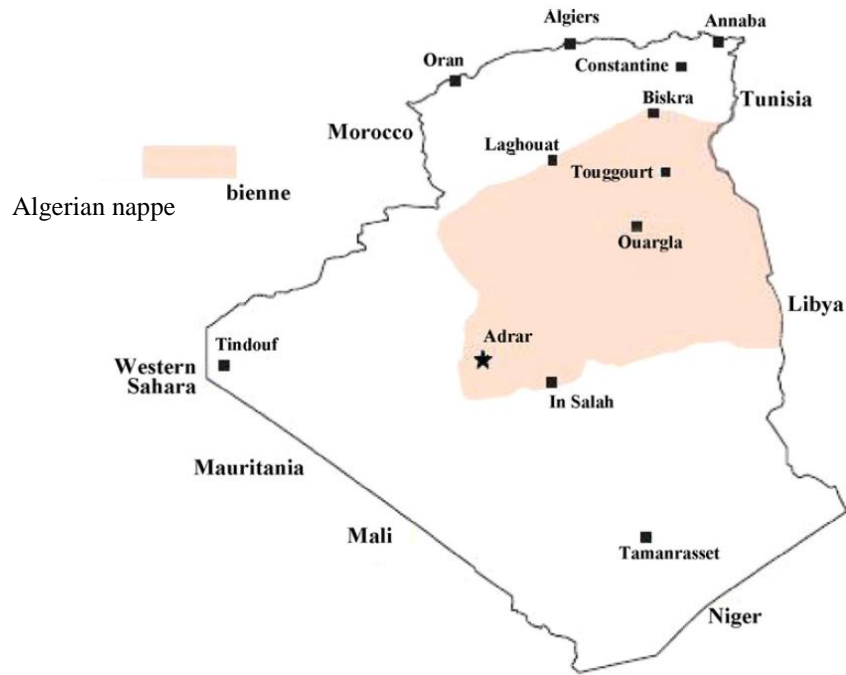 Algiers
Annaba
Oran
Constantine
Biskra
Tunisia
Morocco
Laghouat
Touggourt
bienne
Algerian nappe
Ouargla
Libya
Adrar
Tindouf
Western
Sahara
In Salah
Mauritania
Mali
Tamanrasset
Niger